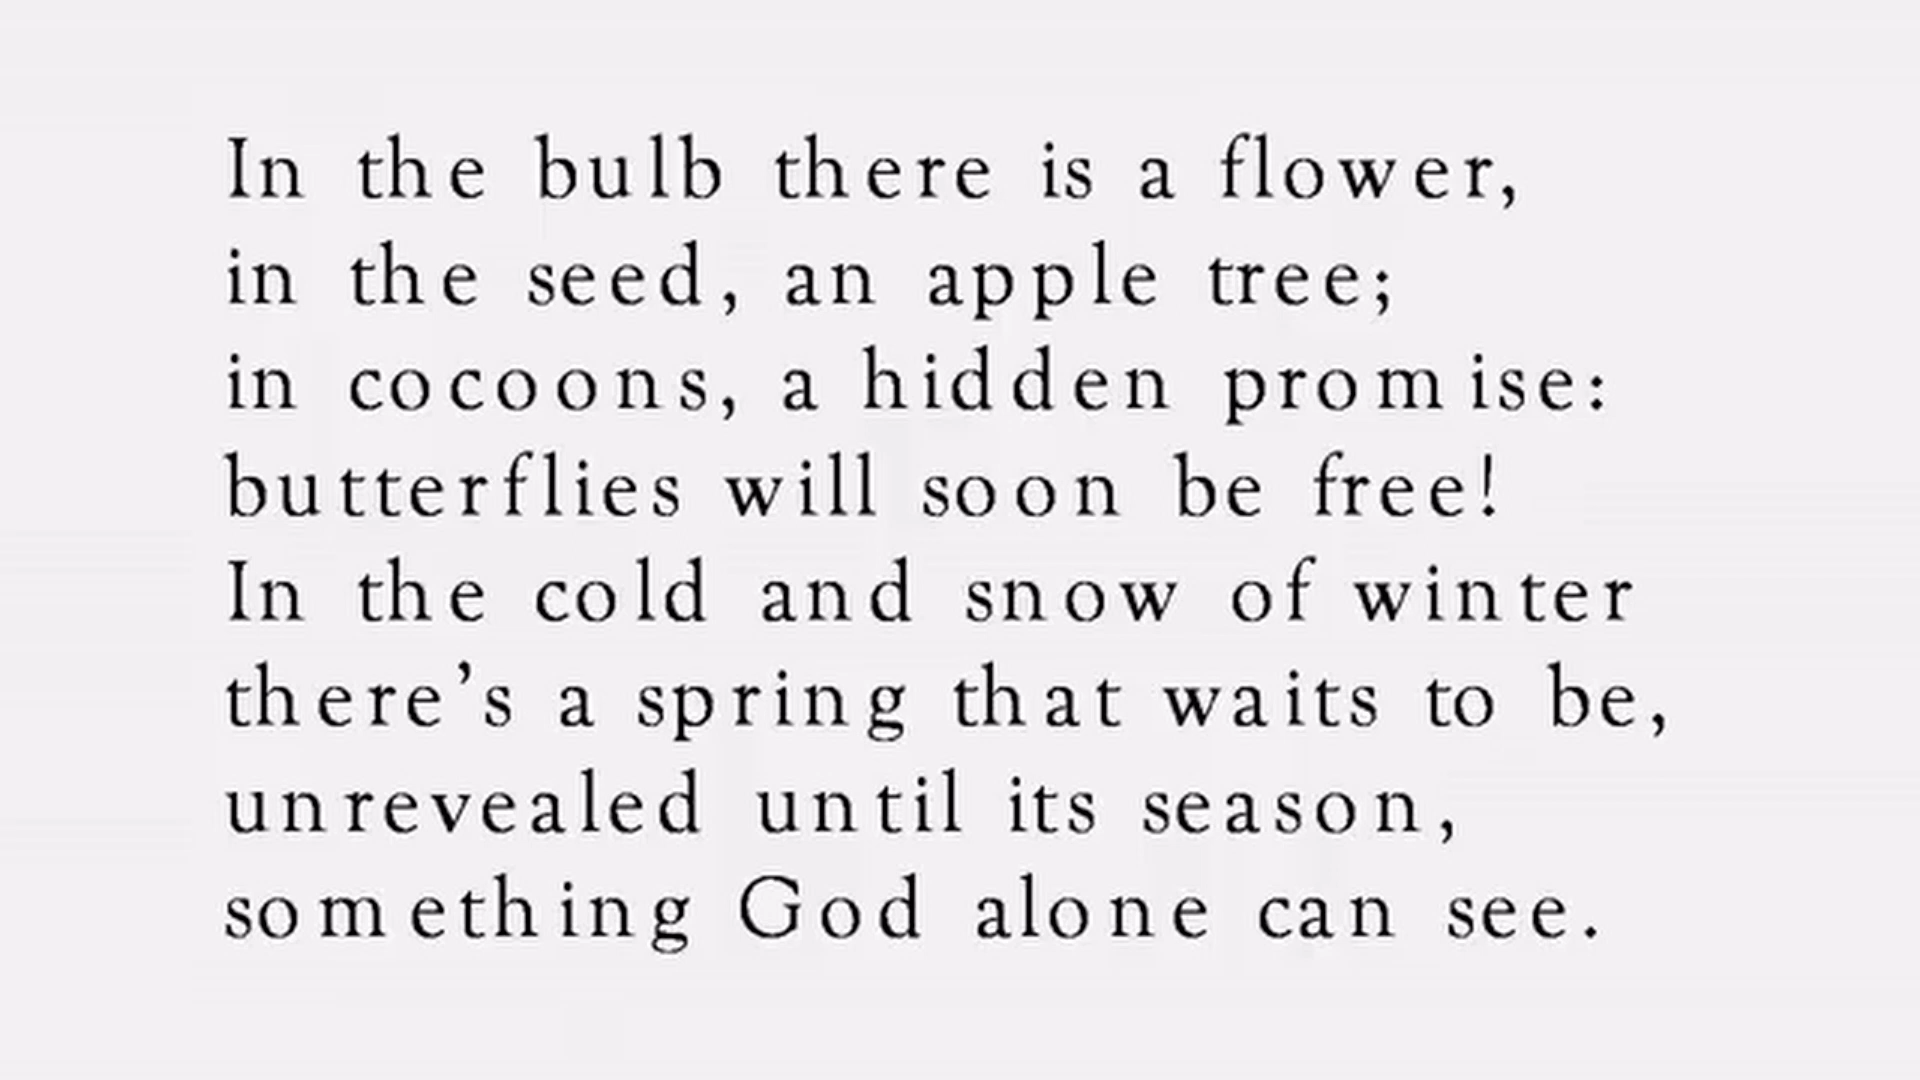 In the bulb there is a flower,
in the seed, an apple tree;
in cocoons, a hidden promise:
butterflies will soon be free!
In the cold and snow of winter
there’s a spring that waits to be,
unrevealed until its season,
something God alone can see.